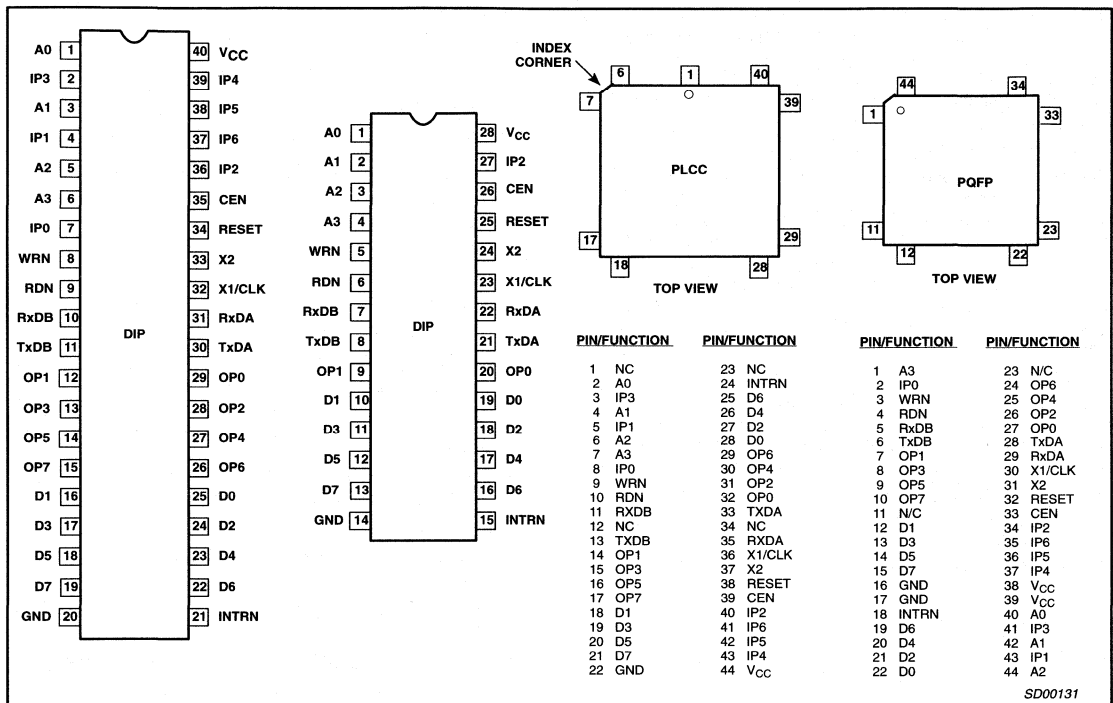 A0 1 40 VCC
IP3 2 39 IP4
A1 3 38 IP5
IP1 4 37 IP6
A2 5 36 IP2
A3 6 35 CEN
IP0 7 34 RESET
WRN 8 33 X2
RDN 9 32 X1/CLK
RxDB 10 31 RxDA
TxDB 11 30 TxDA
OP1 12 29 OP0
OP3 13 28 OP2
OP5 14 27 OP4
OP7 15 26 OP6
D1 16 25 D0
D3 17 24 D2
D5 18 23 D4
D7 19 22 D6
GND 20 21 INTRN
DIP
A0 1 28 VCC
A1 2 27 IP2
A2 3 26 CEN
A3 4 25 RESET
WRN 5 24 X2
RDN 6 23 X1/CLK
RxDB 7 22 RxDA
TxDB 8 21 TxDA
OP1 9 20 OP0
D1 10 19 D0
D3 11 18 D2
D5 12 17 D4
D7 13 16 D6
GND 14 15 INTRN
DIP
INDEX
CORNER
6 1 40
7 39
PLCC
17 29
18 28
TOP VIEW
44 34
1 33
PQFP
11 23
12 22
TOP VIEW
PIN/FUNCTION PIN/FUNCTION
1 NC 23 NC
2 A0 24 INTRN
3 IP3 25 D6
4 A1 26 D4
5 IP1 27 D2
6 A2 28 D0
7 A3 29 OP6
8 IP0 30 OP4
9 WRN 31 OP2
10 RDN 32 OP0
11 RXDB 33 TXDA
12 NC 34 NC
13 TXDB 35 RXDA
14 OP1 36 X1/CLK
15 OP3 37 X2
16 OP5 38 RESET
17 OP7 39 CEN
18 D1 40 IP2
19 D3 41 IP6
20 D5 42 IP5
21 D7 43 IP4
22 GND 44 VCC
PIN/FUNCTION PIN/FUNCTION
1 A3 23 N/C
2 IP0 24 OP6
3 WRN 25 OP4
4 RDN 26 OP2
5 RxDB 27 OP0
6 TxDB 28 TxDA
7 OP1 29 RxDA
8 OP3 30 X1/CLK
9 OP5 31 X2
10 OP7 32 RESET
11 N/C 33 CEN
12 D1 34 IP2
13 D3 35 IP6
14 D5 36 IP5
15 D7 37 IP4
16 GND 38 VCC
17 GND 39 VCC
18 INTRN 40 A0
19 D6 41 IP3
20 D4 42 A1
21 D2 43 IP1
22 D0 44 A2
SD00131